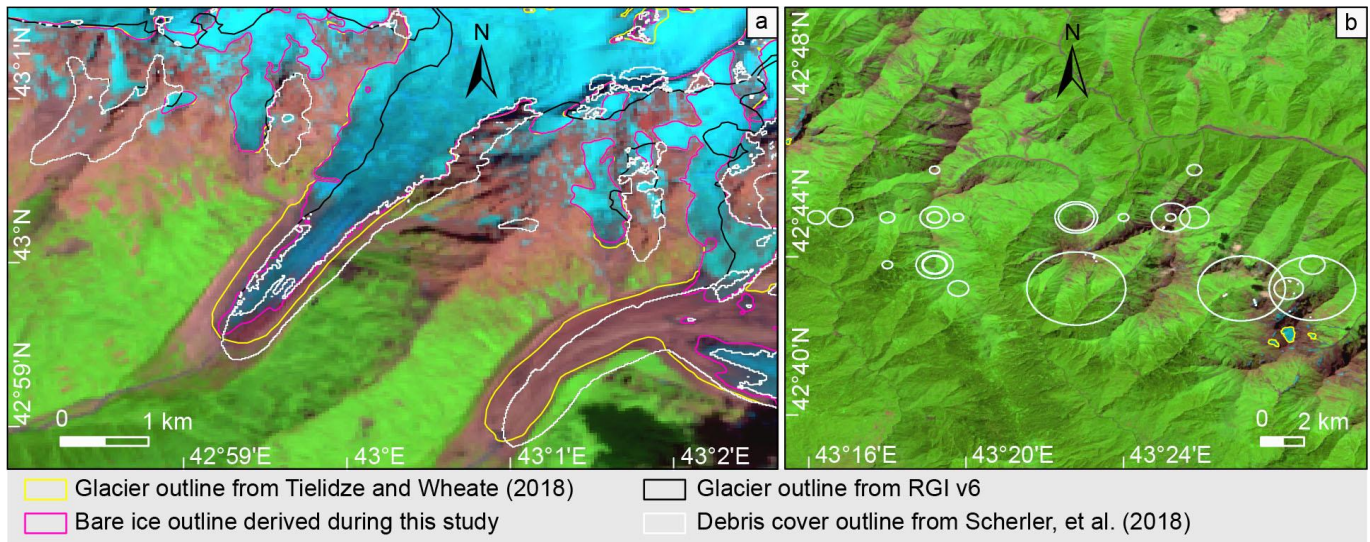 a
N
43°1'N
43°N
42°59'N
0 1 km
42°59'E
43°E
43°1'E
43°2'E
b
N
42°48'N
42°44'N
42°40'N
0 2 km
43°16'E
43°20'E
43°24'E
Glacier outline from Tielidze and Wheate (2018)
Glacier outline from RGI v6
Bare ice outline derived during this study
Debris cover outline from Scherler, et al. (2018)